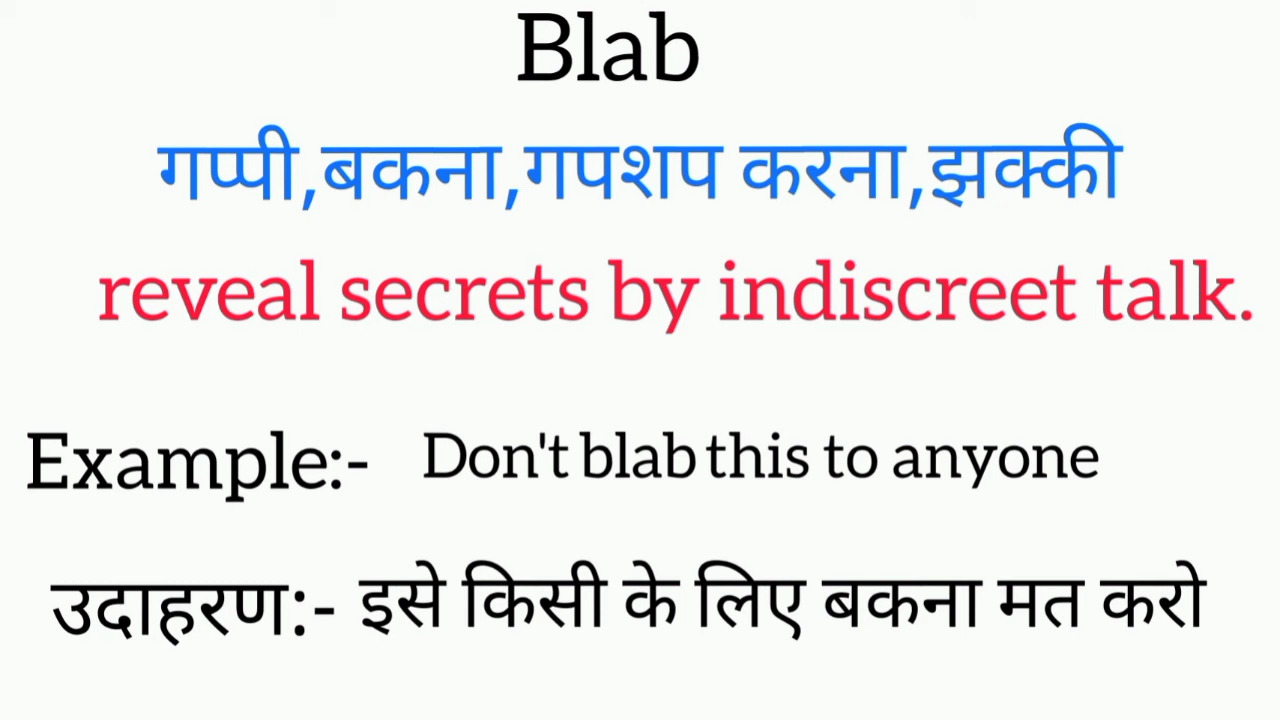 Blab
गप्पी,बकना,गपशप करना,झक्की
reveal secrets by indiscreet talk.
Example:- Don't blab this to anyone
उदाहरण:- इसे किसी के लिए बकना मत करो